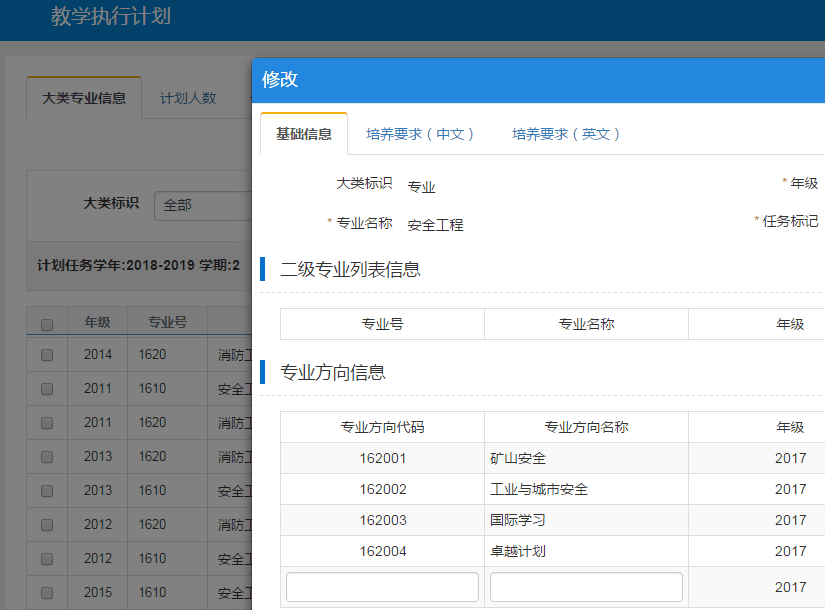 教学执行计划
大类专业信息 计划人数
大类标识 全部
计划任务学年:2018-2019 学期:2
年级 专业号
2014 1620 消防工
2011 1610 安全工
2011 1620 消防工
2013 1620 消防工
2013 1610 安全工
2012 1620 消防工
2012 1610 安全工
2015 1610 安全工
修改
基础信息 培养要求（中文） 培养要求（英文）
大类标识 专业 * 年级
* 专业名称 安全工程 * 任务标记
二级专业列表信息
专业号 专业名称 年级
专业方向信息
专业方向代码 专业方向名称 年级
162001 矿山安全 2017
162002 工业与城市安全 2017
162003 国际学习 2017
162004 卓越计划 2017
2017